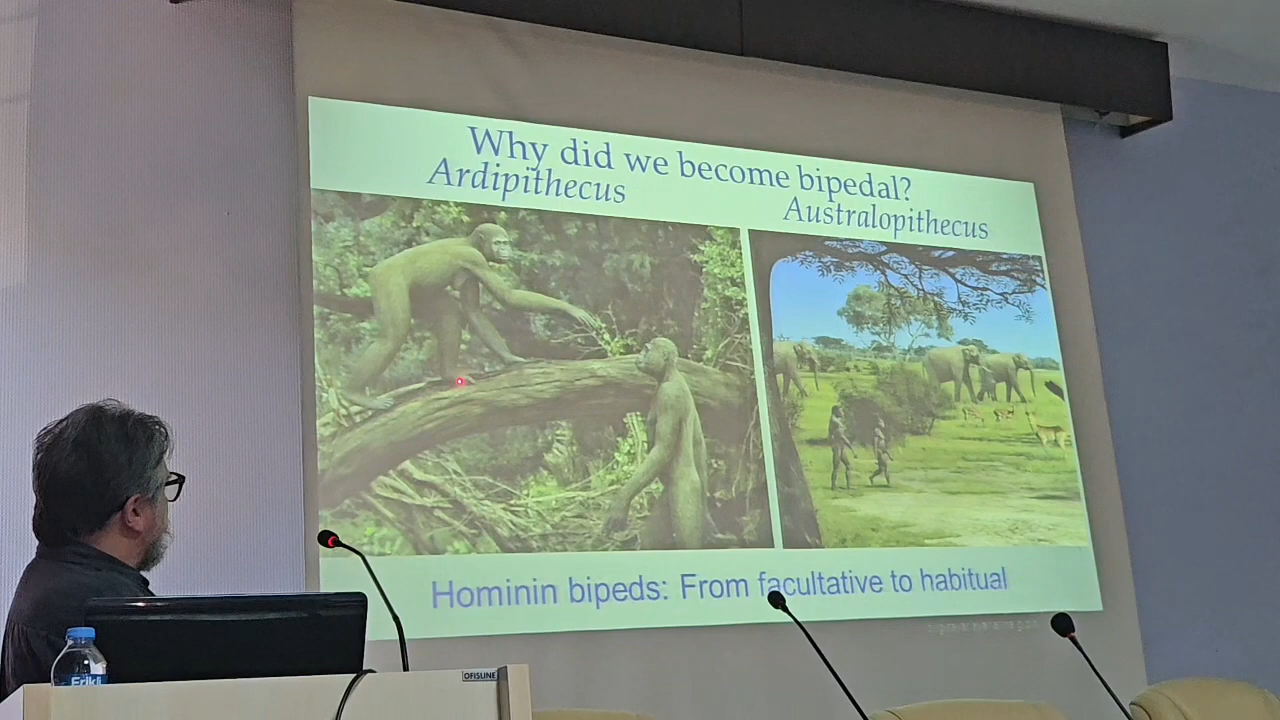 Why did we become bipedal?
Ardipithecus
Australopithecus
Hominin bipeds: From facultative to habitual
OFISLINE
Erikli